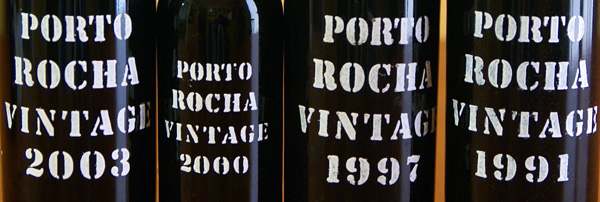 PORTO
ROCHA
VINTAGE
2003
PORTO
ROCHA
VINTAGE
2000
PORTO
ROCHA
VINTAGE
1997
PORTO
ROCHA
VINTAGE
1991